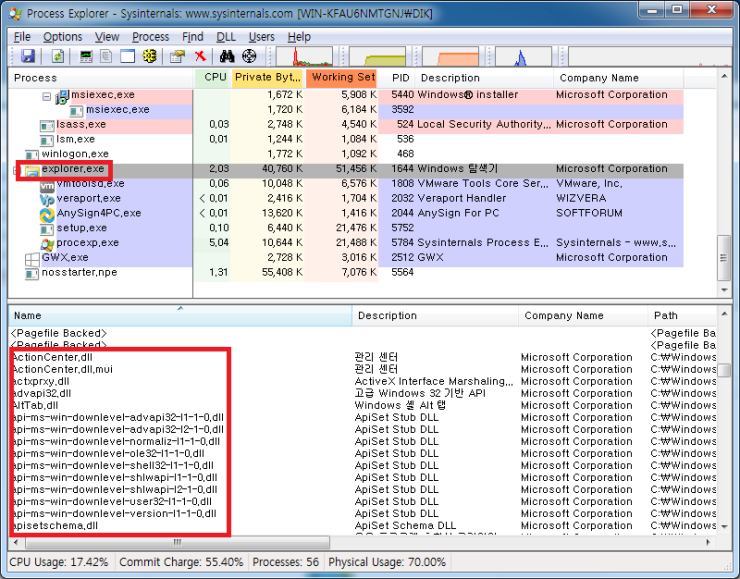 Process Explorer - Sysinternals: www.sysinternals.com [WIN-KFAU6NMTGNJ₩DIK]
File Options View Process Find DLL Users Help
Process CPU Private Byt... Working Set PID Description Company Name
msiexec,exe 1,672 K 5,908 K 5440 Windows® installer Microsoft Corporation
msiexec,exe 1,720 K 6,184 K 3592
lsass,exe 0,03 2,748 K 4,540 K 524 Local Security Authority,... Microsoft Corporation
lsm,exe 0,01 1,244 K 1,084 K 536
winlogon,exe 1,772 K 1,092 K 468
explorer,exe 2,03 40,760 K 51,456 K 1644 Windows 탐색기 Microsoft Corporation
vmtoolsd,exe 0,06 10,048 K 6,576 K 1808 VMware Tools Core Ser... VMware, Inc,
veraport,exe < 0,01 2,416 K 1,704 K 2032 Veraport Handler WIZVERA
AnySign4PC,exe < 0,01 13,620 K 1,416 K 2044 AnySign For PC SOFTFORUM
setup,exe 0,10 6,440 K 21,476 K 5752
procexp,exe 5,04 10,644 K 21,488 K 5784 Sysinternals Process E... Sysinternals - www,s...
GWX,exe 2,728 K 3,016 K 2512 GWX Microsoft Corporation
nosstarter,npe 1,31 55,408 K 7,076 K 5564
Name Description Company Name Path
<Pagefile Backed> <Pagefile Ba
<Pagefile Backed> <Pagefile Ba
ActionCenter,dll 관리 센터 Microsoft Corporation C:₩Windows
ActionCenter,dll,mui 관리 센터 Microsoft Corporation C:₩Windows
actxprxy,dll ActiveX Interface Marshaling,... Microsoft Corporation C:₩Windows
advapi32,dll 고급 Windows 32 기반 API Microsoft Corporation C:₩Windows
AltTab,dll Windows 셸 Alt 탭 Microsoft Corporation C:₩Windows
api-ms-win-downlevel-advapi32-l1-1-0,dll ApiSet Stub DLL Microsoft Corporation C:₩Windows
api-ms-win-downlevel-advapi32-l2-1-0,dll ApiSet Stub DLL Microsoft Corporation C:₩Windows
api-ms-win-downlevel-normaliz-l1-1-0,dll ApiSet Stub DLL Microsoft Corporation C:₩Windows
api-ms-win-downlevel-ole32-l1-1-0,dll ApiSet Stub DLL Microsoft Corporation C:₩Windows
api-ms-win-downlevel-shell32-l1-1-0,dll ApiSet Stub DLL Microsoft Corporation C:₩Windows
api-ms-win-downlevel-shlwapi-l1-1-0,dll ApiSet Stub DLL Microsoft Corporation C:₩Windows
api-ms-win-downlevel-shlwapi-l2-1-0,dll ApiSet Stub DLL Microsoft Corporation C:₩Windows
api-ms-win-downlevel-user32-l1-1-0,dll ApiSet Stub DLL Microsoft Corporation C:₩Windows
api-ms-win-downlevel-version-l1-1-0,dll ApiSet Stub DLL Microsoft Corporation C:₩Windows
apisetschema,dll ApiSet Schema DLL Microsoft Corporation C:₩Windows
CPU Usage: 17.42% Commit Charge: 55.40% Processes: 56 Physical Usage: 70.00%